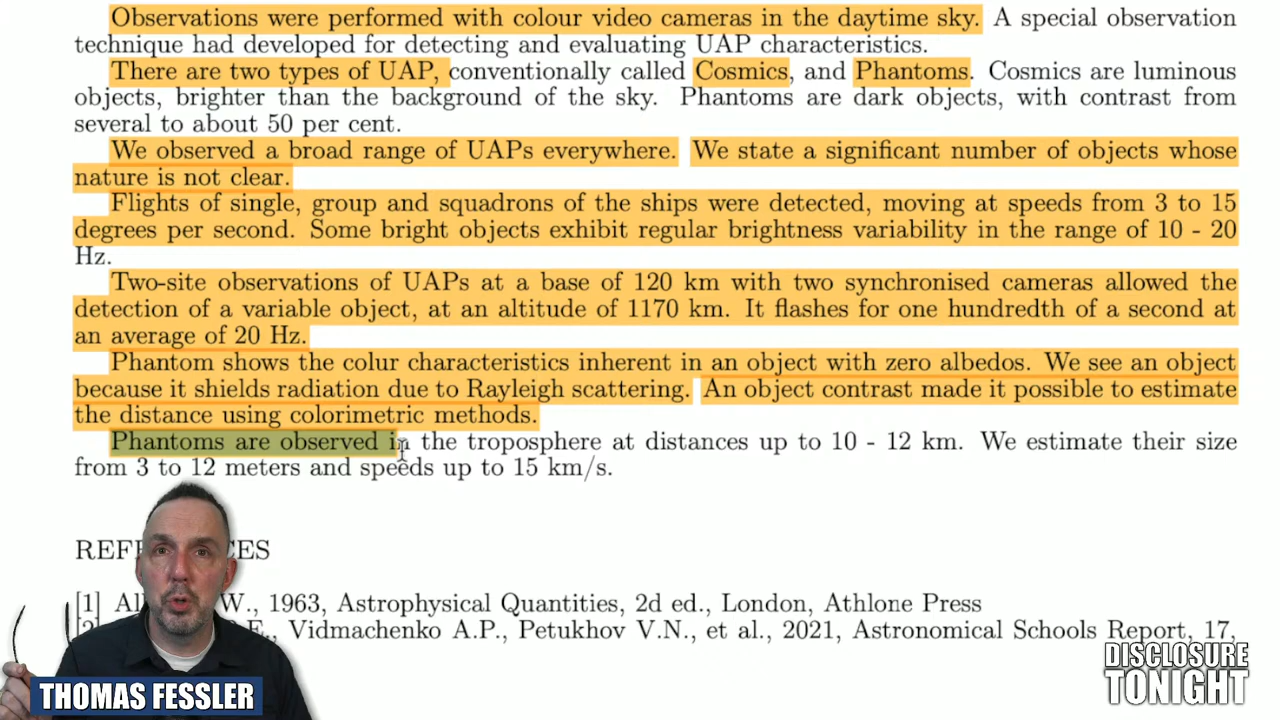 Observations were performed with colour video cameras in the daytime sky. A special observation
technique had developed for detecting and evaluating UAP characteristics.
There are two types of UAP, conventionally called Cosmics, and Phantoms. Cosmics are luminous
objects, brighter than the background of the sky. Phantoms are dark objects, with contrast from
several to about 50 per cent.
We observed a broad range of UAPs everywhere. We state a significant number of objects whose
nature is not clear.
Flights of single, group and squadrons of the ships were detected, moving at speeds from 3 to 15
degrees per second. Some bright objects exhibit regular brightness variability in the range of 10 - 20
Hz.
Two-site observations of UAPs at a base of 120 km with two synchronised cameras allowed the
detection of a variable object, at an altitude of 1170 km. It flashes for one hundredth of a second at
an average of 20 Hz.
Phantom shows the colur characteristics inherent in an object with zero albedos. We see an object
because it shields radiation due to Rayleigh scattering. An object contrast made it possible to estimate
the distance using colorimetric methods.
Phantoms are observed in the troposphere at distances up to 10 - 12 km. We estimate their size
from 3 to 12 meters and speeds up to 15 km/s.
REF CES
[1] Al W., 1963, Astrophysical Quantities, 2d ed., London, Athlone Press
Vidmachenko A.P., Petukhov V.N., et al., 2021, Astronomical Schools Report, 17,
DISCLOSURE
TONIGHT
THOMAS FESSLER